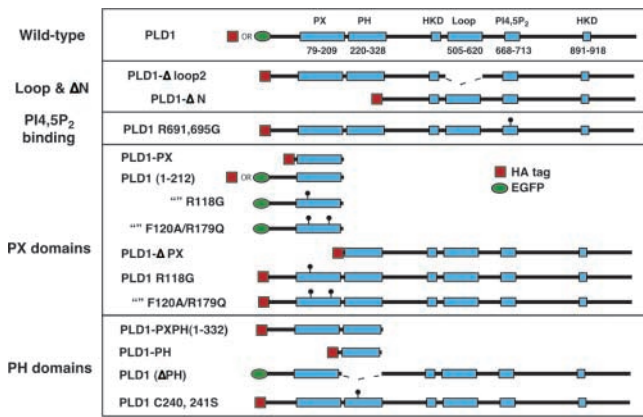 PX PH HKD Loop PI4,5P₂ HKD
Wild-type PLD1 OR
79-209 220-328 505-620 668-713 891-918
Loop & ΔN
PLD1-Δ loop2
PLD1-Δ N
PI4,5P₂
binding
PLD1 R691,695G
PX domains
PLD1-PX
PLD1 (1-212) OR
“” R118G
“” F120A/R179Q
PLD1-Δ PX
PLD1 R118G
“” F120A/R179Q
HA tag
EGFP
PH domains
PLD1-PXPH(1-332)
PLD1-PH
PLD1 (ΔPH)
PLD1 C240, 241S